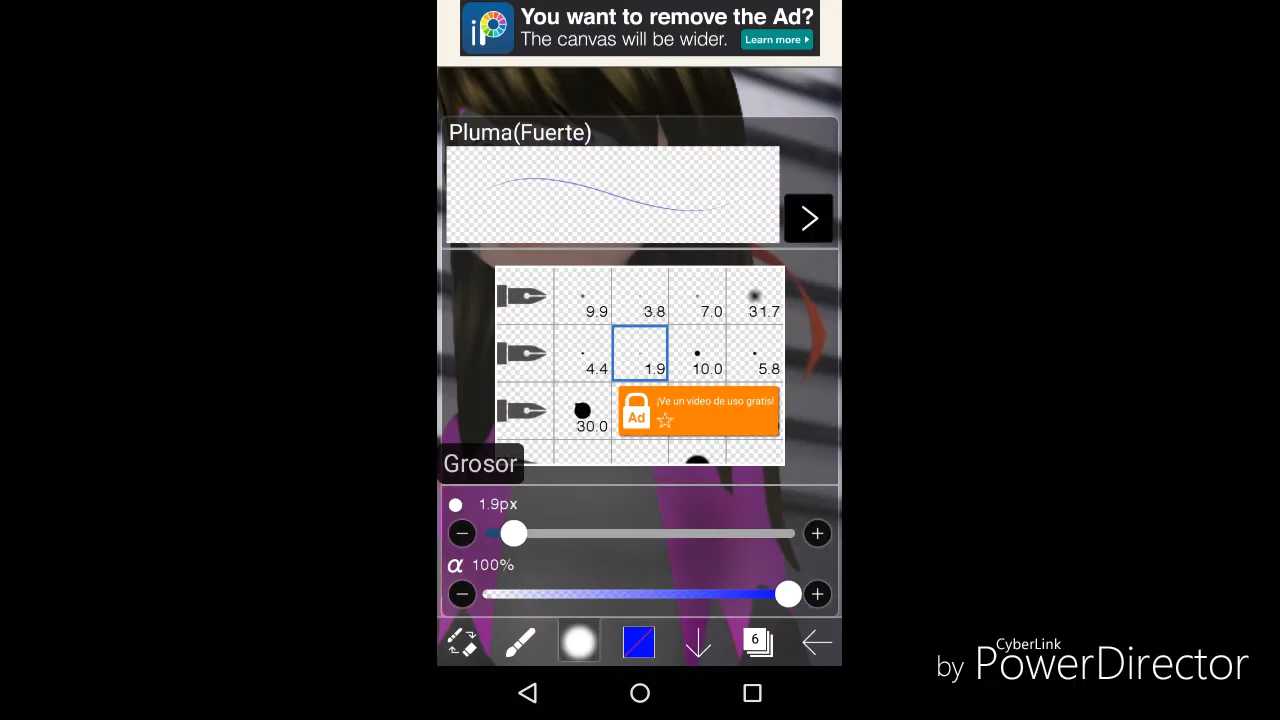 You want to remove the Ad?
The canvas will be wider.
Learn more
Pluma(Fuerte)
9.9 3.8 7.0 31.7
4.4 1.9 10.0 5.8
¡Ve un vídeo de uso gratis!
Ad
30.0
Grosor
1.9px
α 100%
6
CyberLink
by PowerDirector